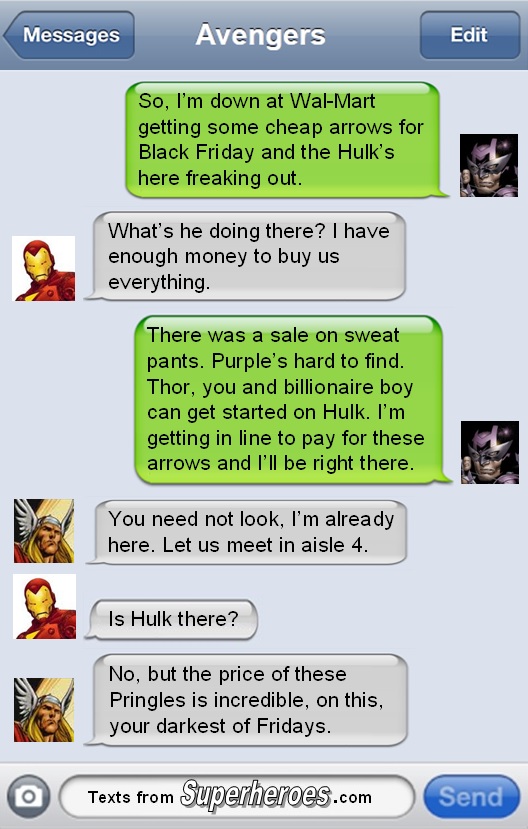 Messages
Avengers
Edit
So, I'm down at Wal-Mart
getting some cheap arrows for
Black Friday and the Hulk's
here freaking out.
What's he doing there? I have
enough money to buy us
everything.
There was a sale on sweat
pants. Purple's hard to find.
Thor, you and billionaire boy
can get started on Hulk. I'm
getting in line to pay for these
arrows and I'll be right there.
You need not look, I'm already
here. Let us meet in aisle 4.
Is Hulk there?
No, but the price of these
Pringles is incredible, on this,
your darkest of Fridays.
Texts from Superheroes.com
Send